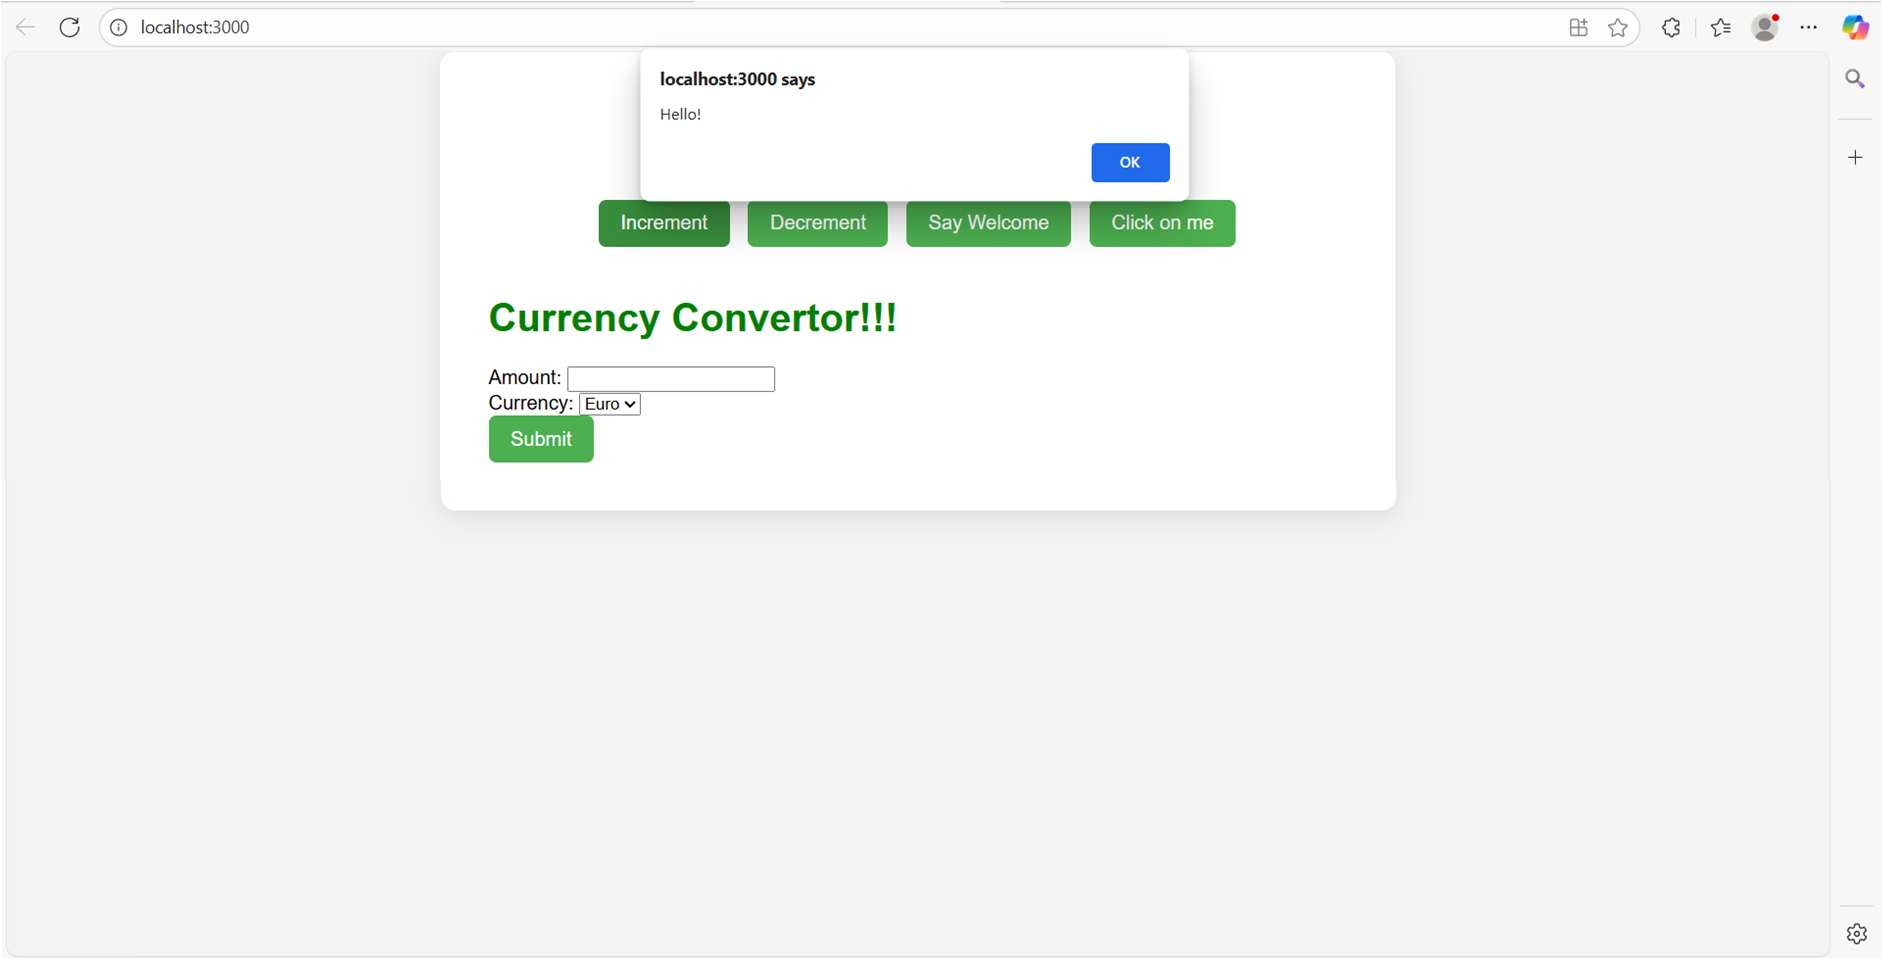 localhost:3000
localhost:3000 says
Hello!
OK
Increment Decrement Say Welcome Click on me
Currency Convertor!!!
Amount:
Currency: Euro
Submit